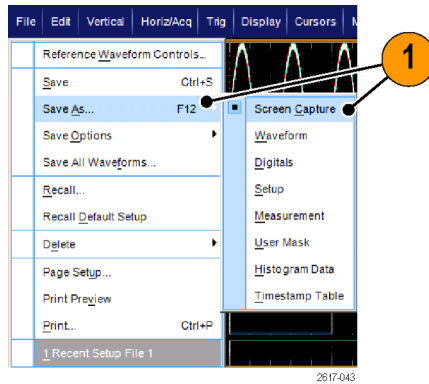 File Edit Vertical Horiz/Acq Trig Display Cursors
Reference Waveform Controls...
Save Ctrl+S
Save As... F12
Save Options
Save All Waveforms...
Recall...
Recall Default Setup
Delete
Page Setup...
Print Preview
Print... Ctrl+P
1 Recent Setup File 1
1
Screen Capture
Waveform
Digitals
Setup
Measurement
User Mask
Histogram Data
Timestamp Table
2617-043